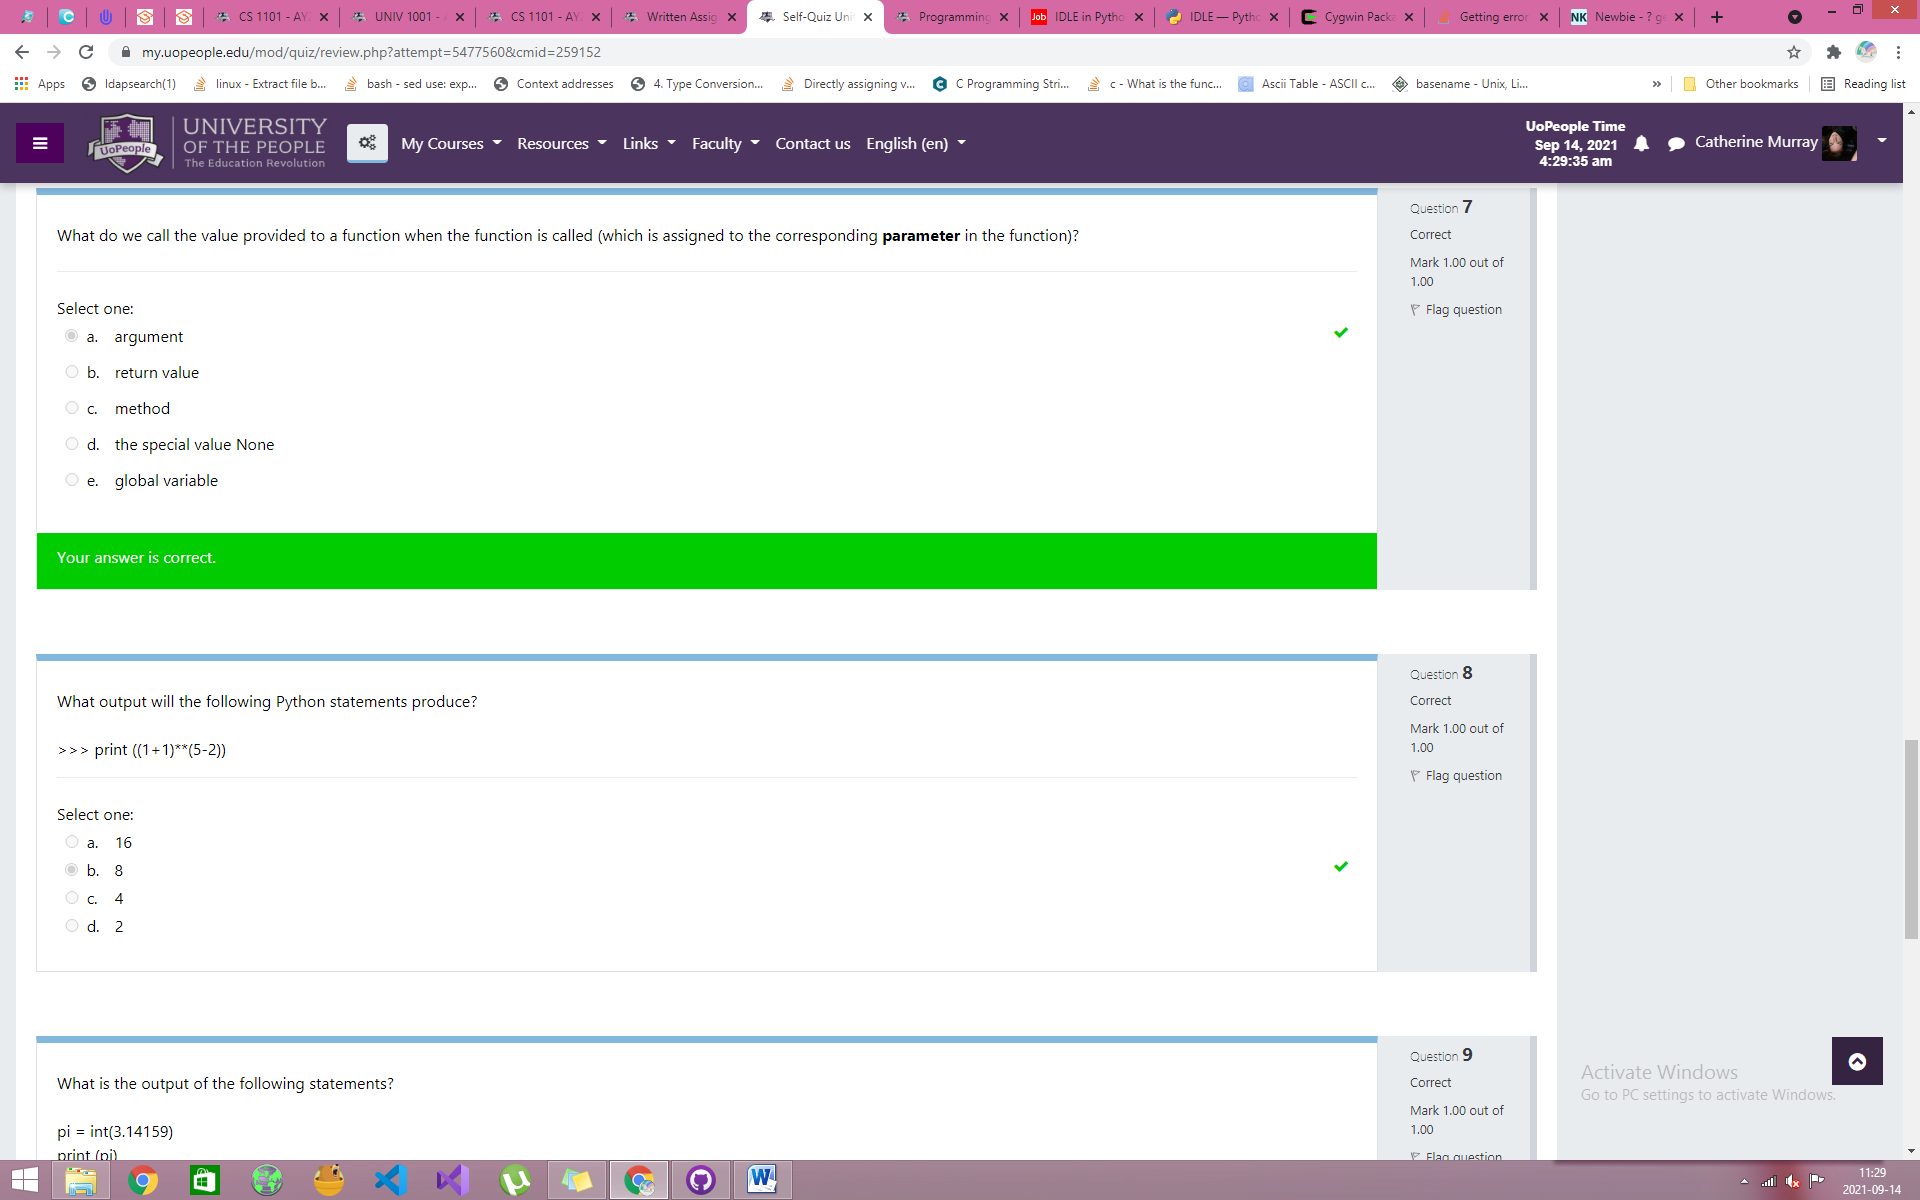 CS 1101 - AY
UNIV 1001 -
CS 1101 - AY
Written Assig
Self-Quiz Uni
Programming
Job
IDLE in Pytho
IDLE — Pytho
Cygwin Packa
Getting error
NK
Newbie - ? g
my.uopeople.edu/mod/quiz/review.php?attempt=5477560&cmid=259152
Apps
ldapsearch(1)
linux - Extract file b...
bash - sed use: exp...
Context addresses
4. Type Conversion...
Directly assigning v...
C Programming Stri...
c - What is the func...
Ascii Table - ASCII c...
basename - Unix, Li...
»
Other bookmarks
Reading list
UoPeople
UNIVERSITY
OF THE PEOPLE
The Education Revolution
My Courses
Resources
Links
Faculty
Contact us
English (en)
UoPeople Time
Sep 14, 2021
4:29:35 am
Catherine Murray
What do we call the value provided to a function when the function is called (which is assigned to the corresponding parameter in the function)?
Select one:
a. argument
b. return value
c. method
d. the special value None
e. global variable
Your answer is correct.
Question 7
Correct
Mark 1.00 out of
1.00
Flag question
What output will the following Python statements produce?
>>> print ((1+1)**(5-2))
Select one:
a. 16
b. 8
c. 4
d. 2
Question 8
Correct
Mark 1.00 out of
1.00
Flag question
What is the output of the following statements?
pi = int(3.14159)
print (pi)
Question 9
Correct
Mark 1.00 out of
1.00
Flag question
Activate Windows
Go to PC settings to activate Windows.
11:29
2021-09-14